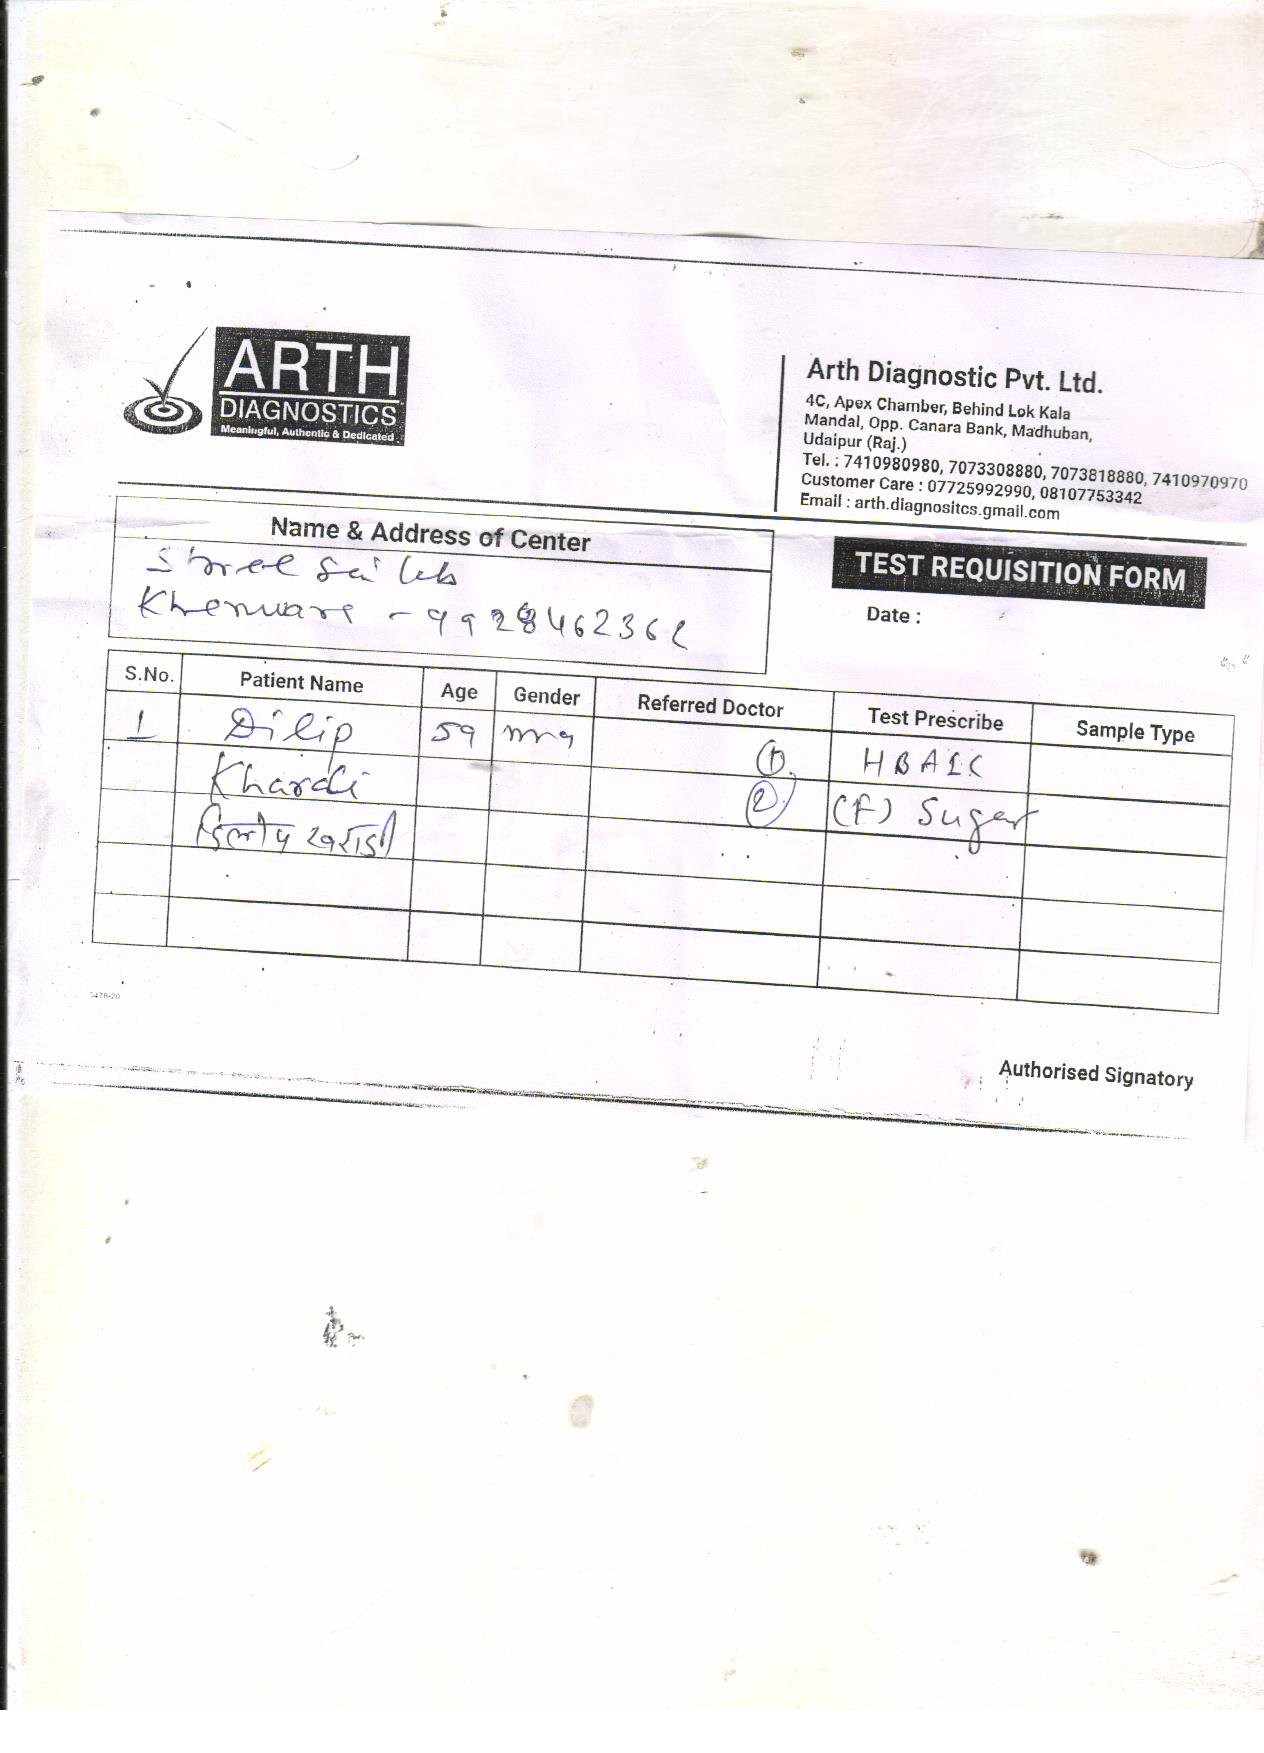 ARTH
DIAGNOSTICS
Meaningful, Authentic & Dedicated
Arth Diagnostic Pvt. Ltd.
4C, Apex Chamber, Behind Lok Kala
Mandal, Opp. Canara Bank, Madhuban,
Udaipur (Raj.)
Tel. : 7410980980, 7073308880, 7073818880, 7410970970
Customer Care : 07725992990, 08107753342
Email : arth.diagnositcs.gmail.com
Name & Address of Center
Shree Sai Lab
- 9928462362
TEST REQUISITION FORM
Date :
S.No. Patient Name Age Gender Referred Doctor Test Prescribe Sample Type
1 Dilip 59 ① HBA1C
Kharadi ② (F) Sugar
दिलीप खराडी
Authorised Signatory